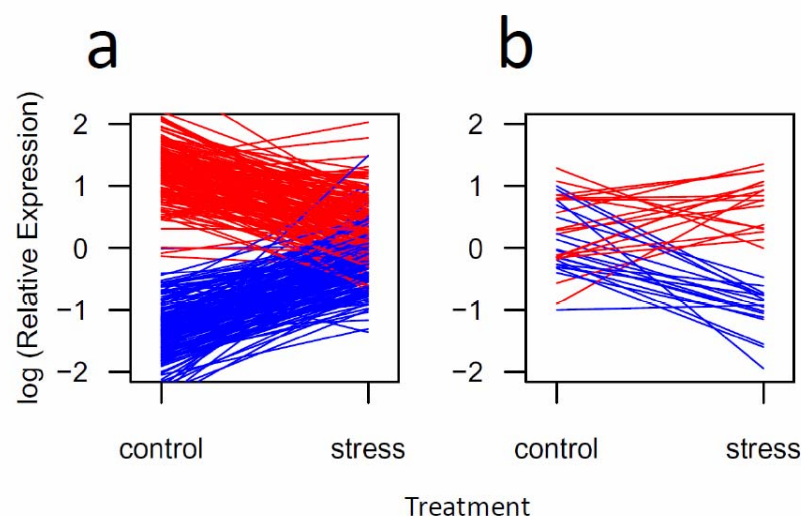 a
b
log (Relative Expression)
2
1
0
−1
−2
2
1
0
−1
−2
control
stress
control
stress
Treatment